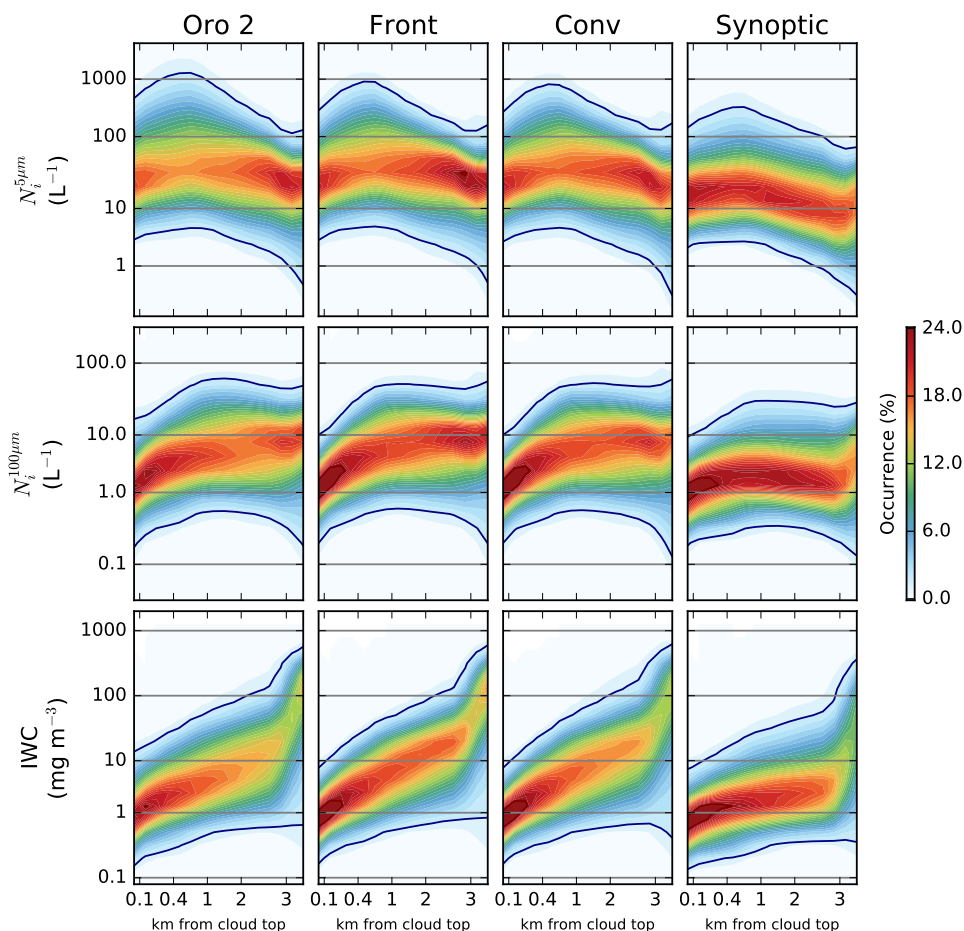 Oro 2 Front Conv Synoptic
1000
100
10
1
$N_i^{5\mu m}$
(L$^{-1}$)
100.0
10.0
1.0
0.1
$N_i^{100\mu m}$
(L$^{-1}$)
1000
100
10
1
0.1
IWC
(mg m$^{-3}$)
0.1 0.4 1 2 3 0.1 0.4 1 2 3 0.1 0.4 1 2 3 0.1 0.4 1 2 3
km from cloud top km from cloud top km from cloud top km from cloud top
24.0
18.0
12.0
6.0
0.0
Occurrence (%)